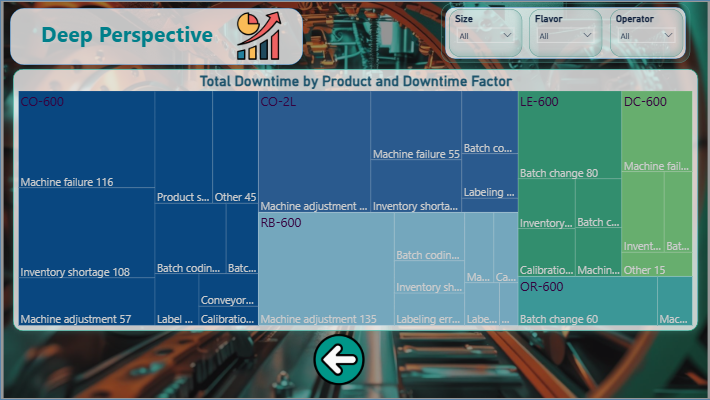 Deep Perspective
Size
All
Flavor
All
Operator
All
Total Downtime by Product and Downtime Factor
CO-600
Machine failure 116
Inventory shortage 108
Machine adjustment 57
Product s...
Other 45
Batch codin...
Batc...
Label ...
Conveyor...
Calibratio...
CO-2L
Machine adjustment ...
Machine failure 55
Inventory shorta...
Batch co...
Labeling ...
RB-600
Machine adjustment 135
Batch codin...
Inventory sh...
Labeling err...
Ma...
Ca...
Labe...
LE-600
Batch change 80
Inventory...
Batch c...
Calibratio...
Machin...
DC-600
Machine fail...
Invent...
Bat...
Other 15
OR-600
Batch change 60
Mac...